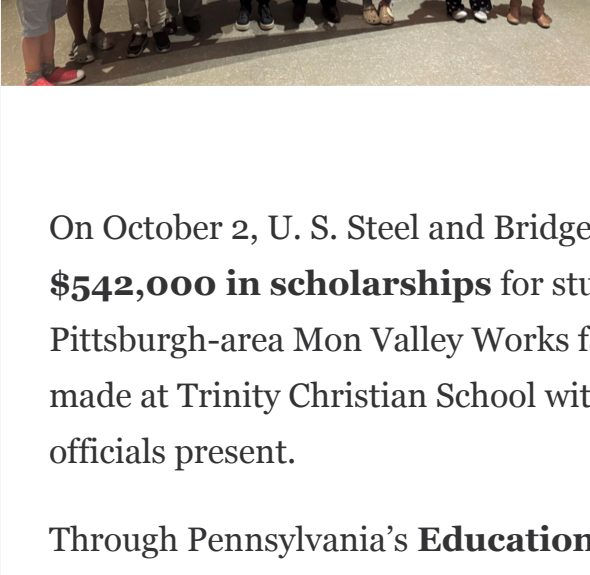 On October 2, U. S. Steel and Bridge
$542,000 in scholarships for stu
Pittsburgh-area Mon Valley Works f
made at Trinity Christian School wit
officials present.
Through Pennsylvania’s Education